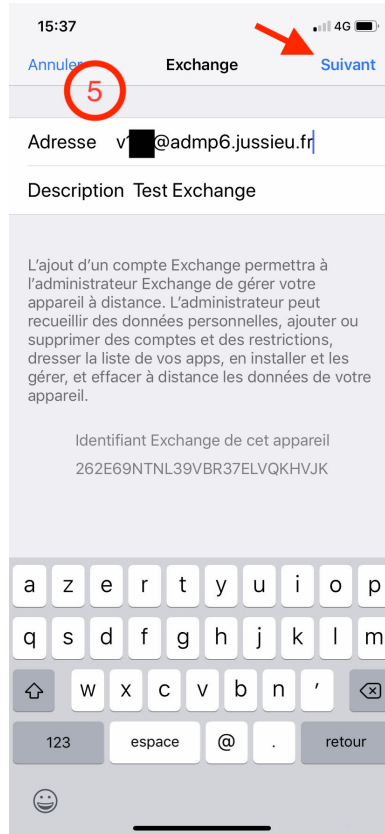 15:37 4G
Annuler Exchange Suivant
5
Adresse v @admp6.jussieu.fr
Description Test Exchange
L'ajout d'un compte Exchange permettra à
l'administrateur Exchange de gérer votre
appareil à distance. L'administrateur peut
recueillir des données personnelles, ajouter ou
supprimer des comptes et des restrictions,
dresser la liste de vos apps, en installer et les
gérer, et effacer à distance les données de votre
appareil.
Identifiant Exchange de cet appareil
262E69NTNL39VBR37ELVQKHVJK
a z e r t y u i o p
q s d f g h j k l m
w x c v b n '
123 espace @ . retour